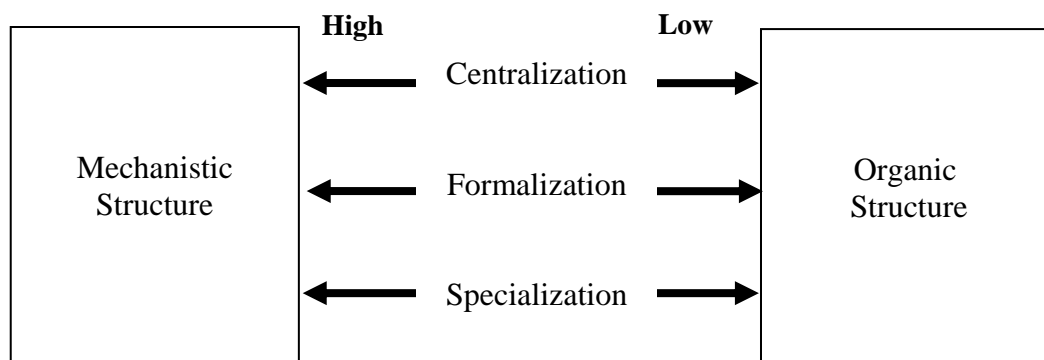 High
Low
Centralization
Mechanistic
Structure
Formalization
Organic
Structure
Specialization